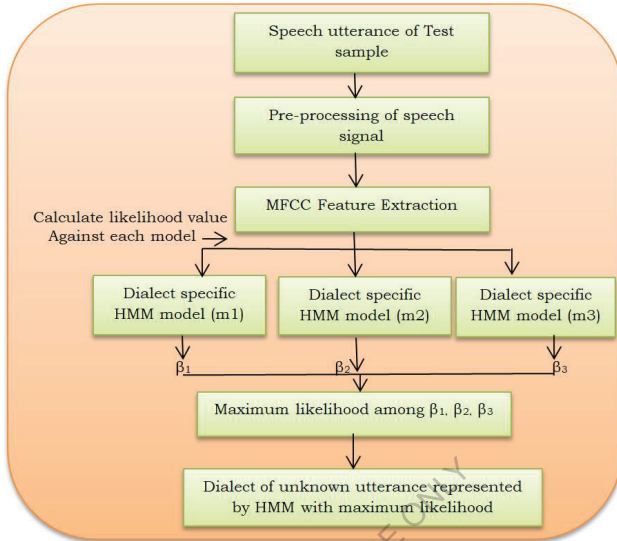 Speech utterance of Test
sample
Pre-processing of speech
signal
MFCC Feature Extraction
Calculate likelihood value
Against each model
Dialect specific
HMM model (m1)
Dialect specific
HMM model (m2)
Dialect specific
HMM model (m3)
β₁
β₂
β₃
Maximum likelihood among β₁, β₂, β₃
Dialect of unknown utterance represented
by HMM with maximum likelihood
E ONLY